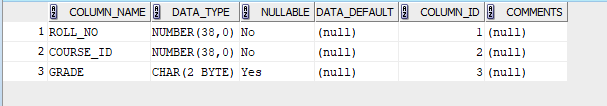 COLUMN_NAME DATA_TYPE NULLABLE DATA_DEFAULT COLUMN_ID COMMENTS
1 ROLL_NO NUMBER(38,0) No (null) 1 (null)
2 COURSE_ID NUMBER(38,0) No (null) 2 (null)
3 GRADE CHAR(2 BYTE) Yes (null) 3 (null)